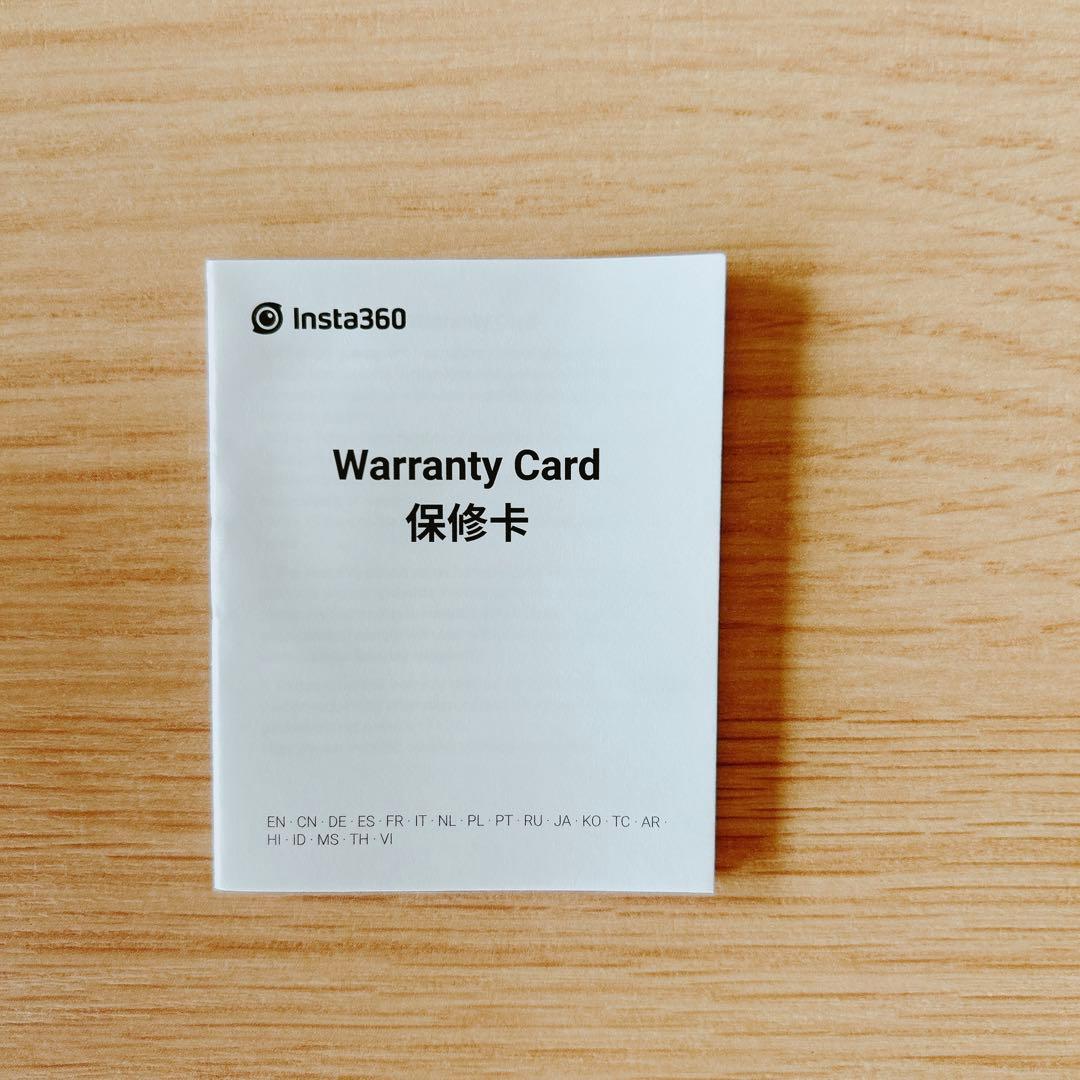 Insta360
Warranty Card
保修卡
EN · CN · DE · ES · FR · IT · NL · PL · PT · RU · JA · KO · TC · AR ·
HI · ID · MS · TH · VI